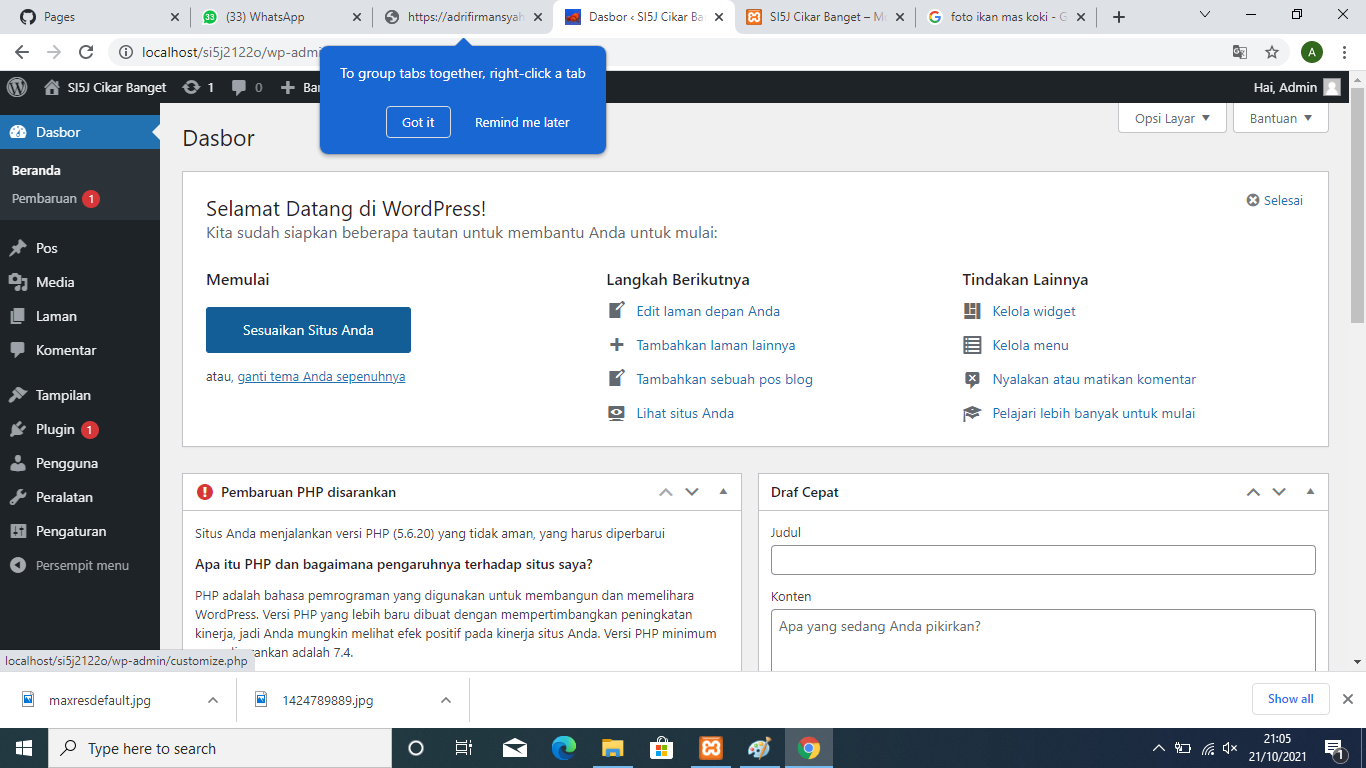 Pages
(33) WhatsApp
https://adrifirmansyah
Dasbor ‹ SI5J Cikar Ba
SI5J Cikar Banget – M
foto ikan mas koki - G
localhost/si5j2122o/wp-admi
A
To group tabs together, right-click a tab
Got it
Remind me later
SI5J Cikar Banget
1
0
Hai, Admin
Dasbor
Beranda
Pembaruan 1
Pos
Media
Laman
Komentar
Tampilan
Plugin 1
Pengguna
Peralatan
Pengaturan
Persempit menu
Dasbor
Opsi Layar
Bantuan
Selamat Datang di WordPress!
Kita sudah siapkan beberapa tautan untuk membantu Anda untuk mulai:
Selesai
Memulai
Sesuaikan Situs Anda
atau, ganti tema Anda sepenuhnya
Langkah Berikutnya
Edit laman depan Anda
Tambahkan laman lainnya
Tambahkan sebuah pos blog
Lihat situs Anda
Tindakan Lainnya
Kelola widget
Kelola menu
Nyalakan atau matikan komentar
Pelajari lebih banyak untuk mulai
Pembaruan PHP disarankan
Situs Anda menjalankan versi PHP (5.6.20) yang tidak aman, yang harus diperbarui
Apa itu PHP dan bagaimana pengaruhnya terhadap situs saya?
PHP adalah bahasa pemrograman yang digunakan untuk membangun dan memelihara
WordPress. Versi PHP yang lebih baru dibuat dengan mempertimbangkan peningkatan
kinerja, jadi Anda mungkin melihat efek positif pada kinerja situs Anda. Versi PHP minimum
adalah 7.4.
Draf Cepat
Judul
Konten
Apa yang sedang Anda pikirkan?
localhost/si5j2122o/wp-admin/customize.php
maxresdefault.jpg
1424789889.jpg
Show all
Type here to search
21:05
21/10/2021
1